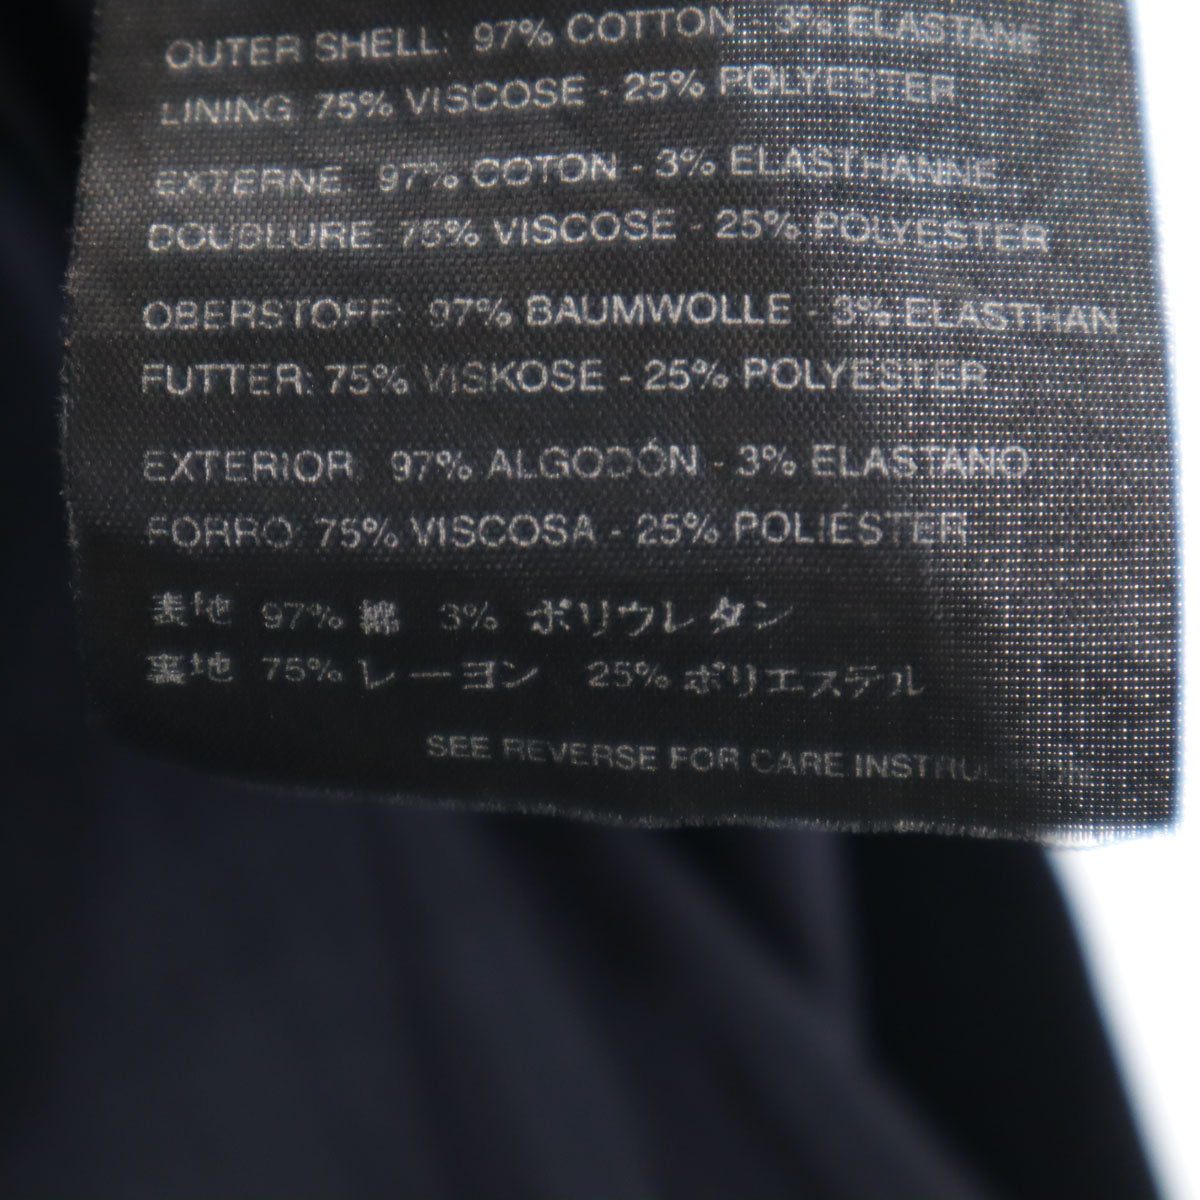 OUTER SHELL: 97% COTTON - 3% ELASTANE
LINING: 75% VISCOSE - 25% POLYESTER
EXTERNE: 97% COTON - 3% ELASTHANNE
DOUBLURE: 75% VISCOSE - 25% POLYESTER
OBERSTOFF: 97% BAUMWOLLE - 3% ELASTHAN
FUTTER: 75% VISKOSE - 25% POLYESTER
EXTERIOR: 97% ALGODÓN - 3% ELASTANO
FORRO: 75% VISCOSA - 25% POLIÉSTER
表地 97% 綿 3% ポリウレタン
裏地 75% レーヨン 25% ポリエステル
SEE REVERSE FOR CARE